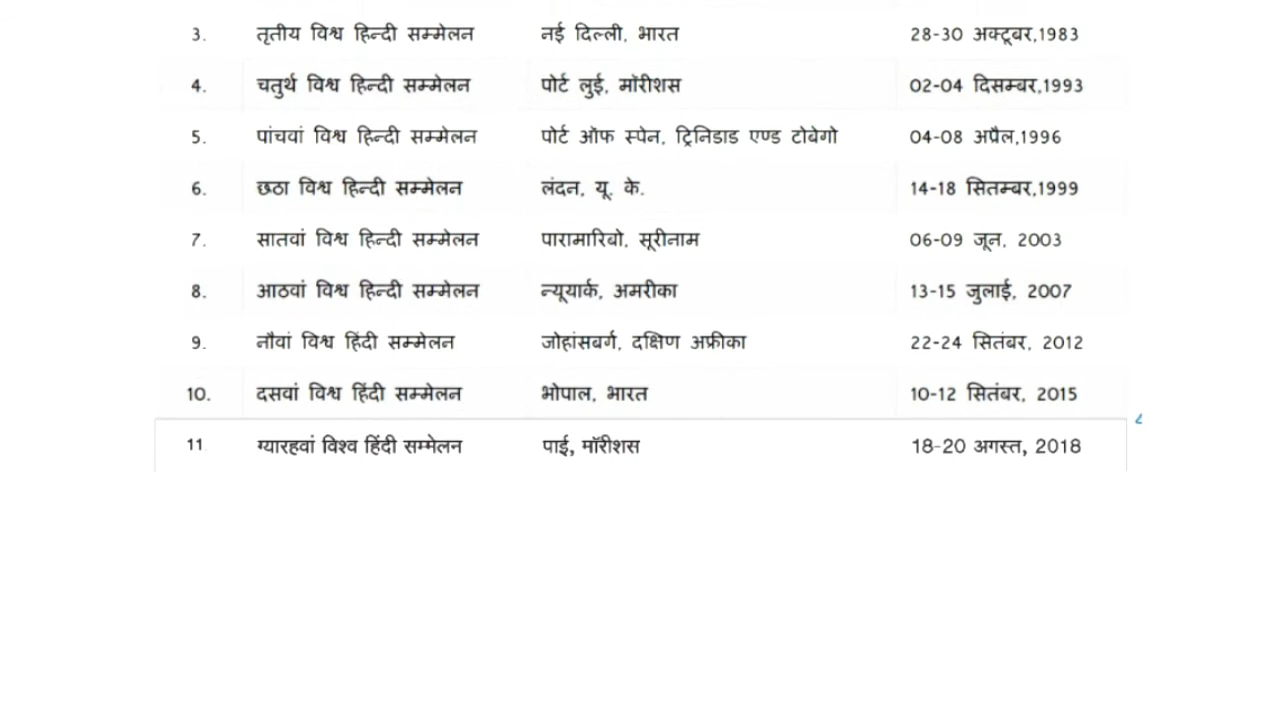 3. तृतीय विश्व हिन्दी सम्मेलन नई दिल्ली, भारत 28-30 अक्टूबर,1983
4. चतुर्थ विश्व हिन्दी सम्मेलन पोर्ट लुई, मॉरीशस 02-04 दिसम्बर,1993
5. पांचवां विश्व हिन्दी सम्मेलन पोर्ट ऑफ स्पेन, ट्रिनिडाड एण्ड टोबेगो 04-08 अप्रैल,1996
6. छठा विश्व हिन्दी सम्मेलन लंदन, यू. के. 14-18 सितम्बर,1999
7. सातवां विश्व हिन्दी सम्मेलन पारामारिबो, सूरीनाम 06-09 जून, 2003
8. आठवां विश्व हिन्दी सम्मेलन न्यूयार्क, अमरीका 13-15 जुलाई, 2007
9. नौवां विश्व हिंदी सम्मेलन जोहांसबर्ग, दक्षिण अफ्रीका 22-24 सितंबर, 2012
10. दसवां विश्व हिंदी सम्मेलन भोपाल, भारत 10-12 सितंबर, 2015
11 ग्यारहवां विश्व हिंदी सम्मेलन पाई, मॉरीशस 18-20 अगस्त, 2018